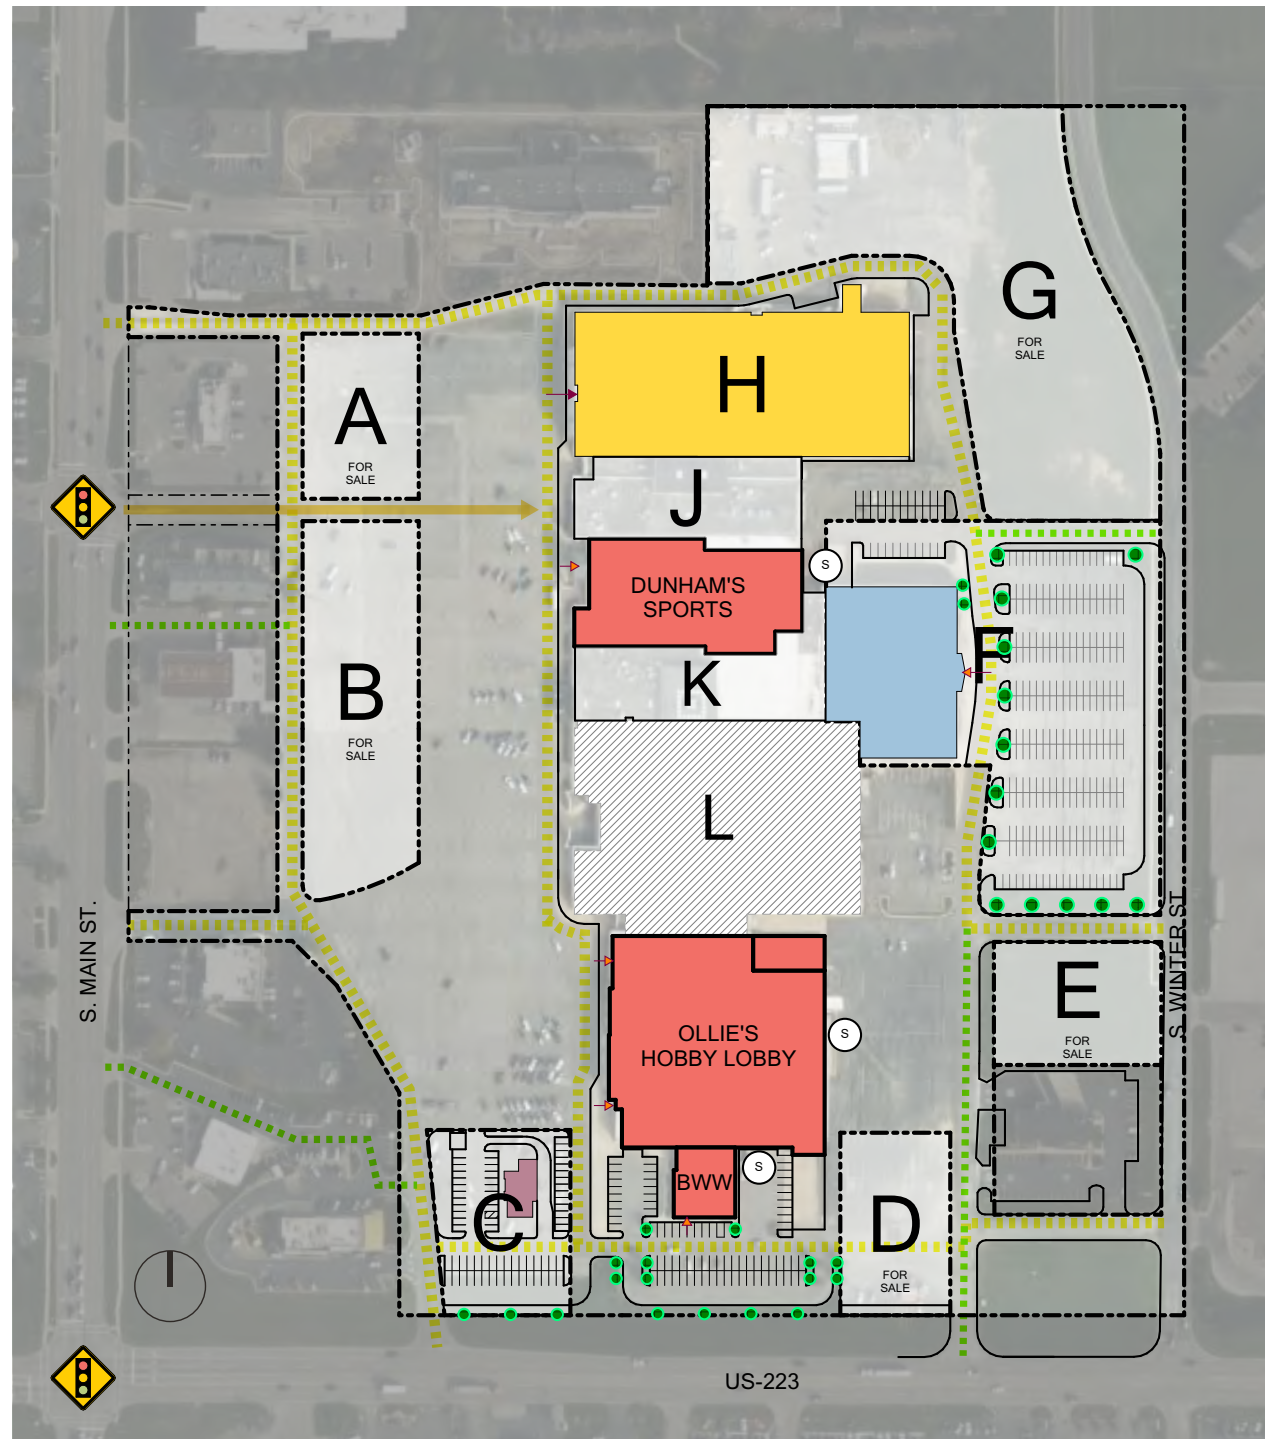 G
FOR
SALE
H
A
FOR
SALE
J
S
DUNHAM'S
SPORTS
F
K
B
FOR
SALE
L
S. MAIN ST.
S. WINTER ST
E
FOR
SALE
OLLIE'S
HOBBY LOBBY
S
S
BWW
C
D
FOR
SALE
US-223